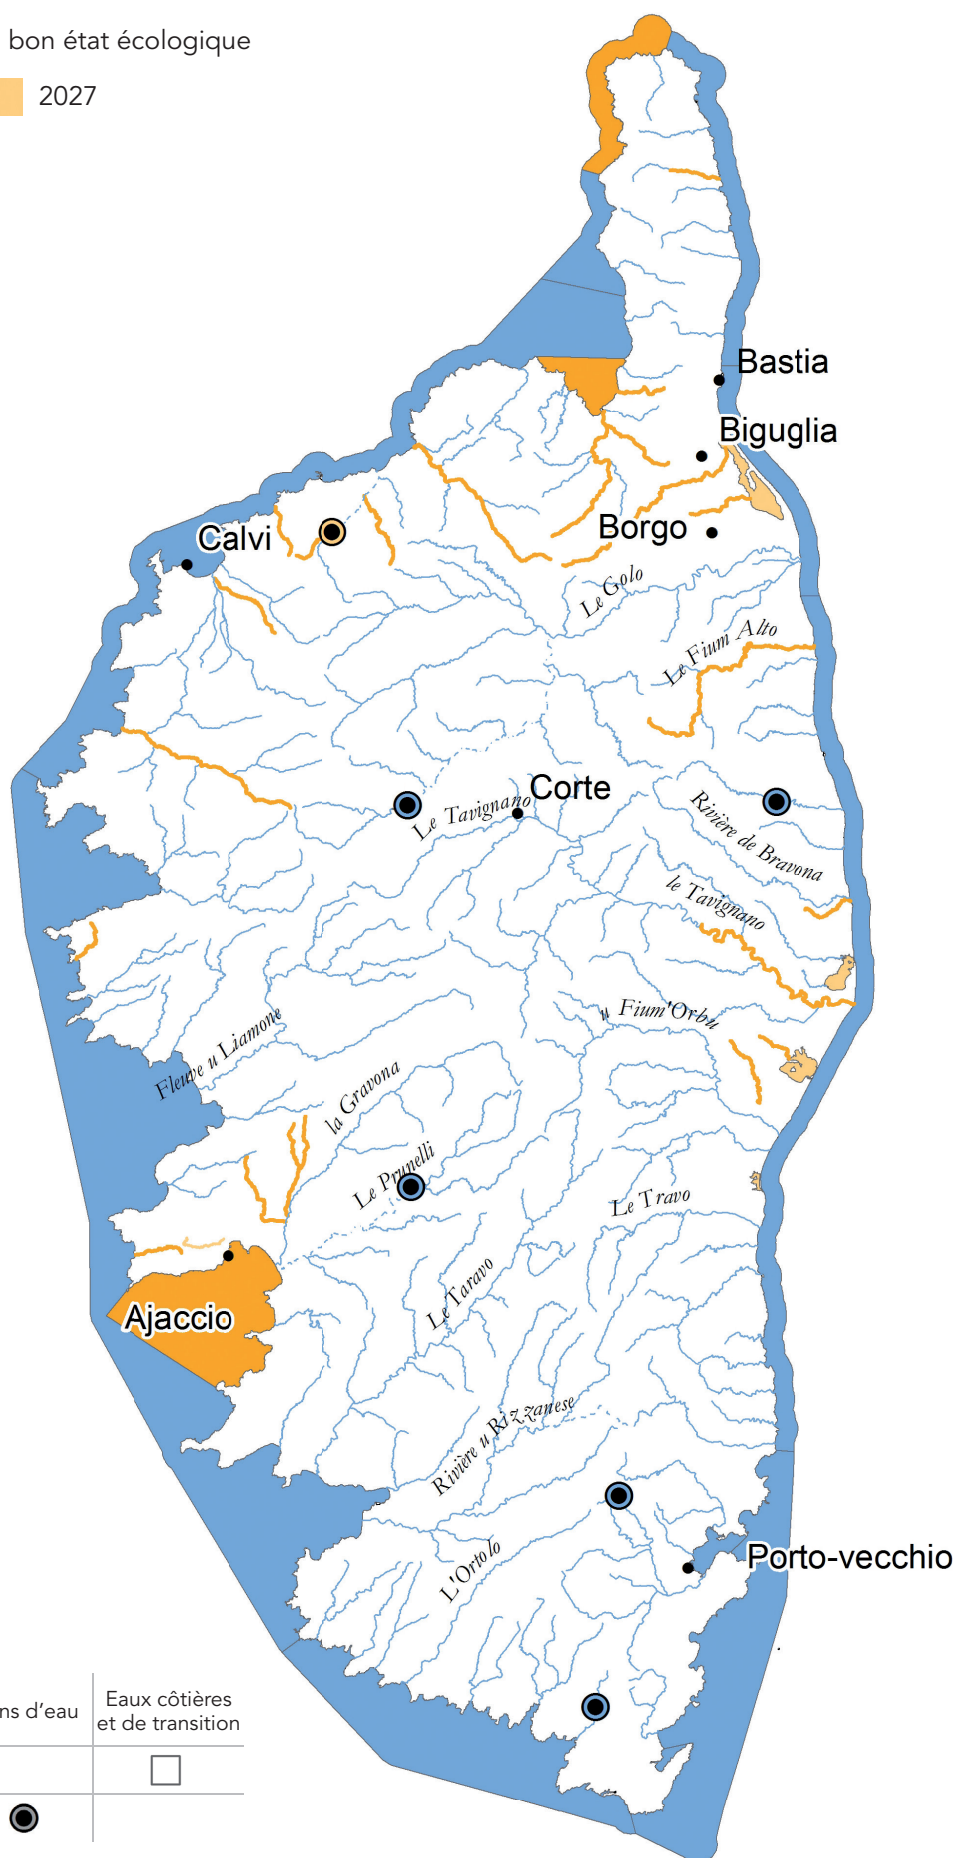 bon état écologique
2027
Bastia
Biguglia
Borgo
Calvi
Le Golo
Le Fium Alto
Corte
Le Tavignano
Rivière de Bravona
le Tavignano
u Fium'Orbu
Fleuve u Liamone
la Gravona
Le Prunelli
Le Travo
Le Taravo
Ajaccio
Rivière u Rizzanese
L'Ortolo
Porto-vecchio
ns d'eau
Eaux côtières
et de transition